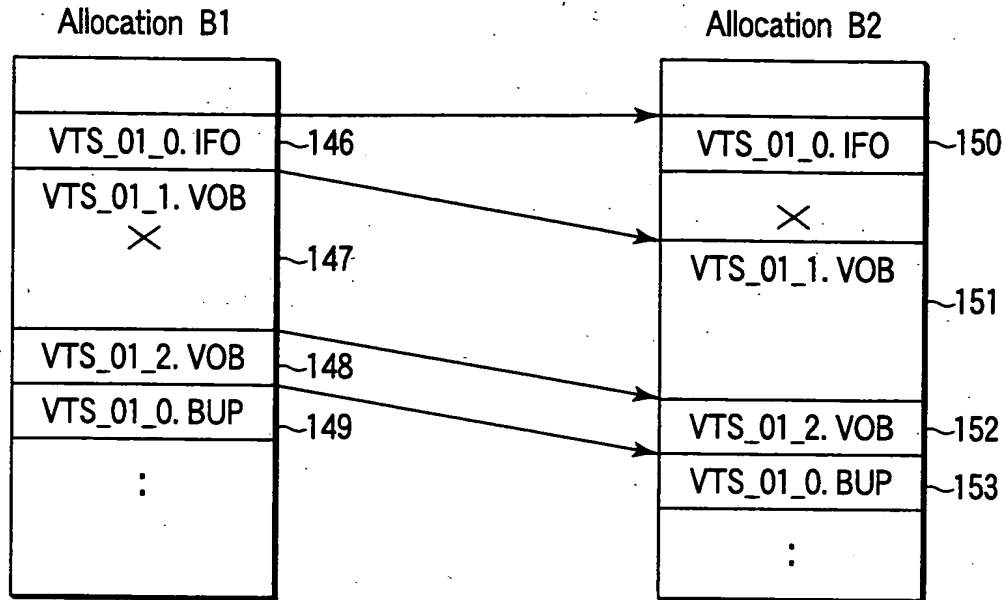 Allocation B1
VTS_01_0. IFO
146
VTS_01_1. VOB
147
VTS_01_2. VOB
148
VTS_01_0. BUP
149
:
Allocation B2
VTS_01_0. IFO
150
VTS_01_1. VOB
151
VTS_01_2. VOB
152
VTS_01_0. BUP
153
: